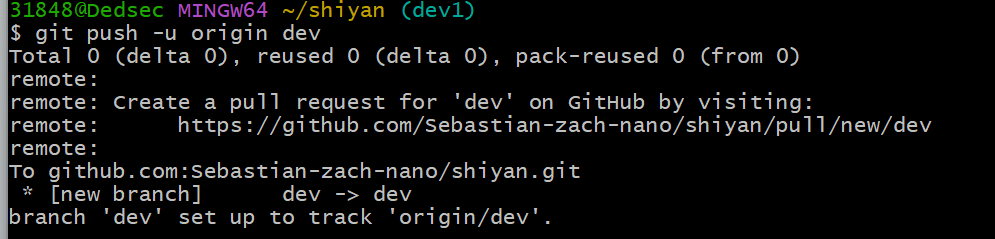 31848@Dedsec MINGW64 ~/shiyan (dev1)
$ git push -u origin dev
Total 0 (delta 0), reused 0 (delta 0), pack-reused 0 (from 0)
remote:
remote: Create a pull request for 'dev' on GitHub by visiting:
remote:      https://github.com/Sebastian-zach-nano/shiyan/pull/new/dev
remote:
To github.com:Sebastian-zach-nano/shiyan.git
 * [new branch]      dev -> dev
branch 'dev' set up to track 'origin/dev'.